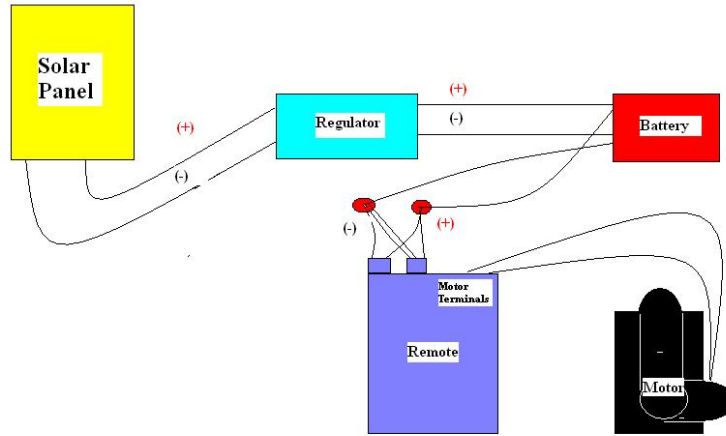 Solar
Panel
(+)
(-)
Regulator
(+)
(-)
Battery
(-)
(+)
Motor
Terminals
Remote
Motor